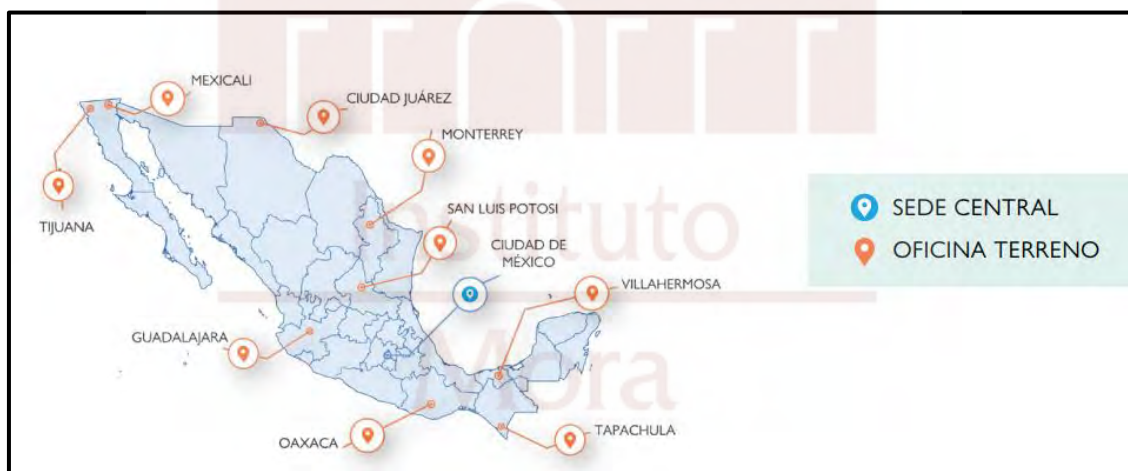 MEXICALI
CIUDAD JUÁREZ
MONTERREY
TIJUANA
SAN LUIS POTOSI
CIUDAD DE
MÉXICO
VILLAHERMOSA
GUADALAJARA
OAXACA
TAPACHULA
SEDE CENTRAL
OFICINA TERRENO
Instituto
Mora